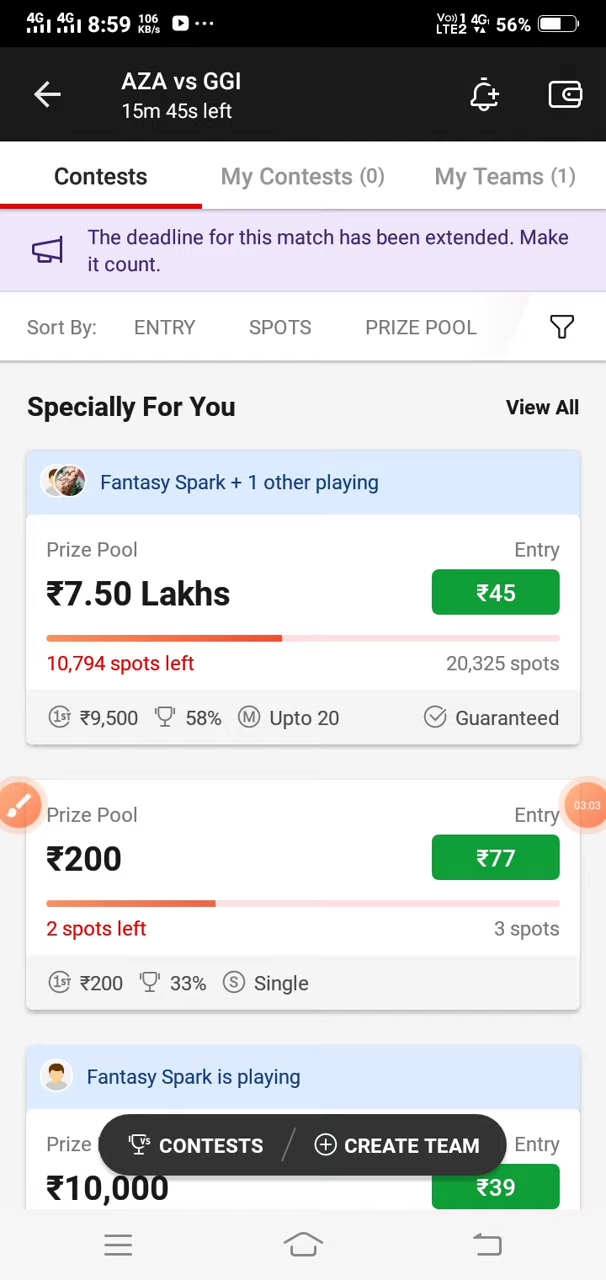 4G 4G 8:59 106 KB/s ••• Vo)) 1 LTE2 4G 56%
AZA vs GGI
15m 45s left
Contests My Contests (0) My Teams (1)
The deadline for this match has been extended. Make
it count.
Sort By: ENTRY SPOTS PRIZE POOL
Specially For You View All
Fantasy Spark + 1 other playing
Prize Pool Entry
₹7.50 Lakhs ₹45
10,794 spots left 20,325 spots
1ST ₹9,500 58% M Upto 20 Guaranteed
03:03
Prize Pool Entry
₹200 ₹77
2 spots left 3 spots
1ST ₹200 33% S Single
Fantasy Spark is playing
VS CONTESTS CREATE TEAM
Prize Entry
₹10,000 ₹39